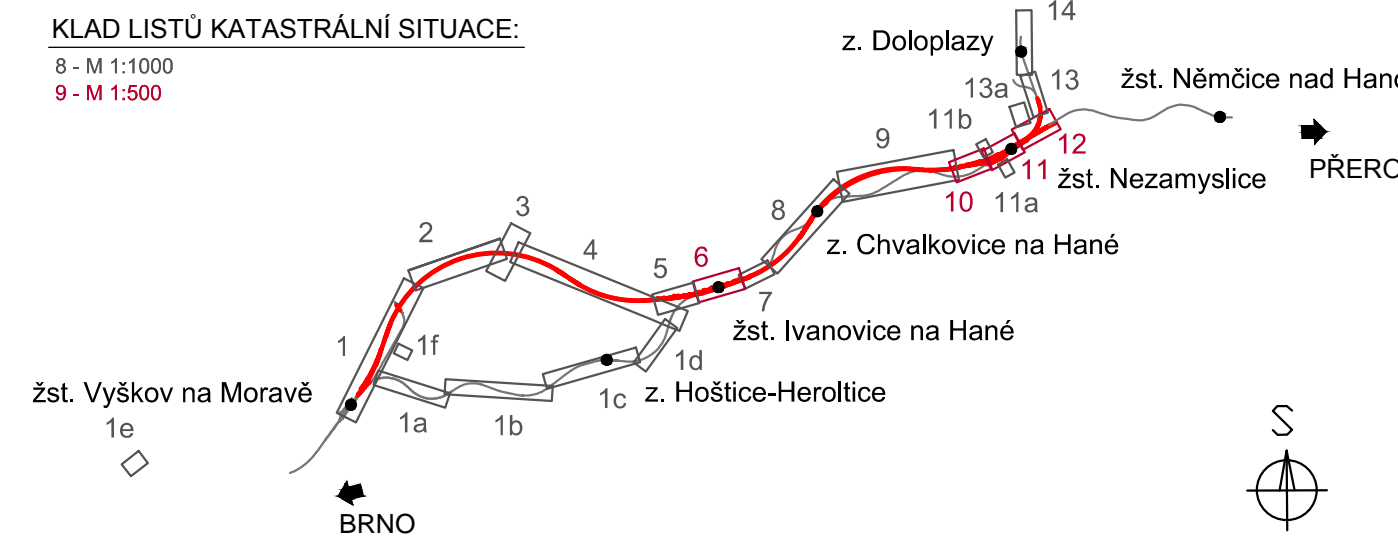 KLAD LISTŮ KATASTRÁLNÍ SITUACE:
8 - M 1:1000
9 - M 1:500
14
z. Doloplazy
13a
13
žst. Němčice nad Hano
11b
12
PŘERO
9
11
10
11a
žst. Nezamyslice
8
z. Chvalkovice na Hané
3
2
4
5
6
7
žst. Ivanovice na Hané
1
1f
1d
žst. Vyškov na Moravě
1c
z. Hoštice-Heroltice
1a
1b
1e
S
BRNO